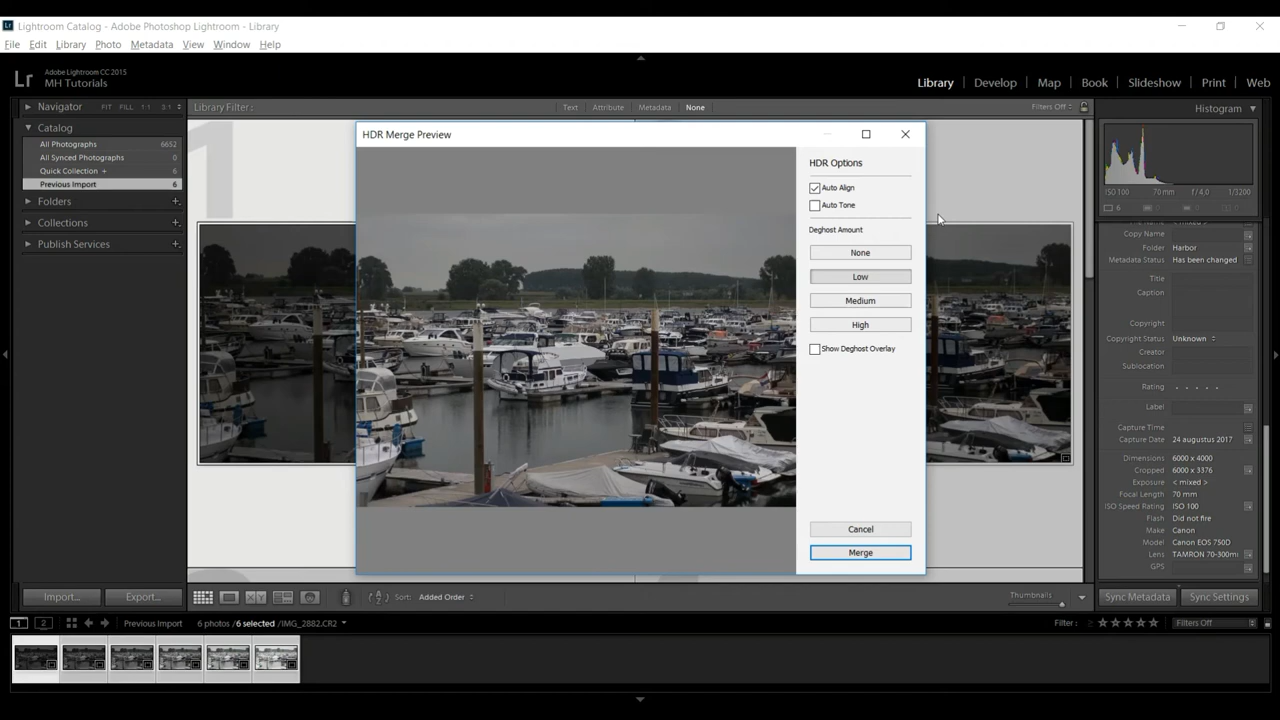 Lr Lightroom Catalog - Adobe Photoshop Lightroom - Library
File Edit Library Photo Metadata View Window Help
Lr Adobe Lightroom CC 2015
MH Tutorials
Library Develop Map Book Slideshow Print Web
Navigator FIT FILL 1:1 1:3
Library Filter : Text Attribute Metadata None Filters Off
Histogram
Catalog
All Photographs 6652
All Synced Photographs 0
Quick Collection + 6
Previous Import 6
Folders
Collections
Publish Services
1
HDR Merge Preview
HDR Options
Auto Align
Auto Tone
Deghost Amount
None
Low
Medium
High
Show Deghost Overlay
Cancel
Merge
ISO 100 70 mm f / 4,0 1/3200
6
Copy Name
Folder Harbor
Metadata Status Has been changed
Title
Caption
Copyright
Copyright Status Unknown
Creator
Sublocation
Rating
Label
Capture Time
Capture Date 24 augustus 2017
Dimensions 6000 x 4000
Cropped 6000 x 3376
Exposure < mixed >
Focal Length 70 mm
ISO Speed Rating ISO 100
Flash Did not fire
Make Canon
Model Canon EOS 750D
Lens TAMRON 70-300m
GPS
Import... Export... Sort: Added Order Thumbnails Sync Metadata Sync Settings
1 2 Previous Import 6 photos / 6 selected / IMG_2882.CR2 Filter : Filters Off